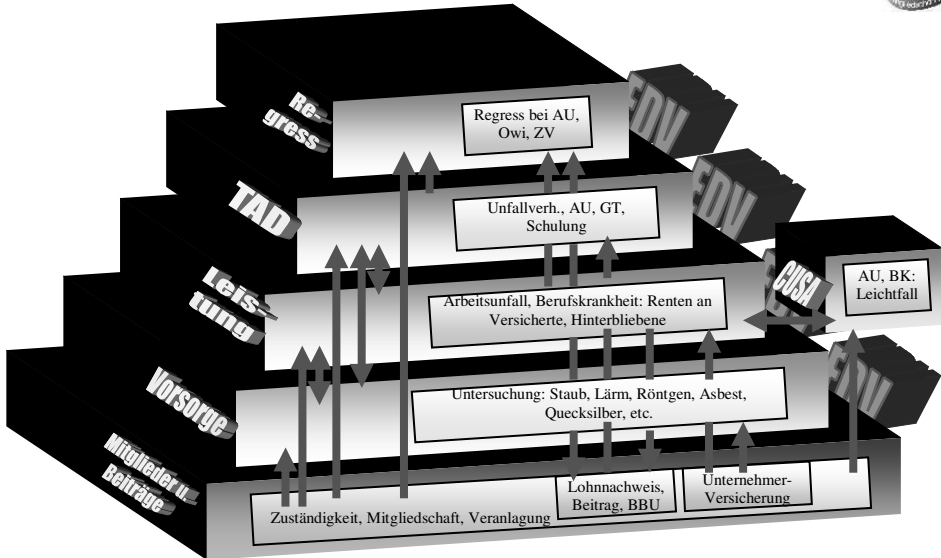 Re-
gress
EDV
Regress bei AU,
Owi, ZV
TAD
EDV
Unfallverh., AU, GT,
Schulung
Leis-
tung
CUSA
AU, BK:
Leichtfall
Arbeitsunfall, Berufskrankheit: Renten an
Versicherte, Hinterbliebene
Vorsorge
EDV
Untersuchung: Staub, Lärm, Röntgen, Asbest,
Quecksilber, etc.
Mitglieder u.
Beiträge
Zuständigkeit, Mitgliedschaft, Veranlagung
Lohnnachweis,
Beitrag, BBU
Unternehmer-
Versicherung